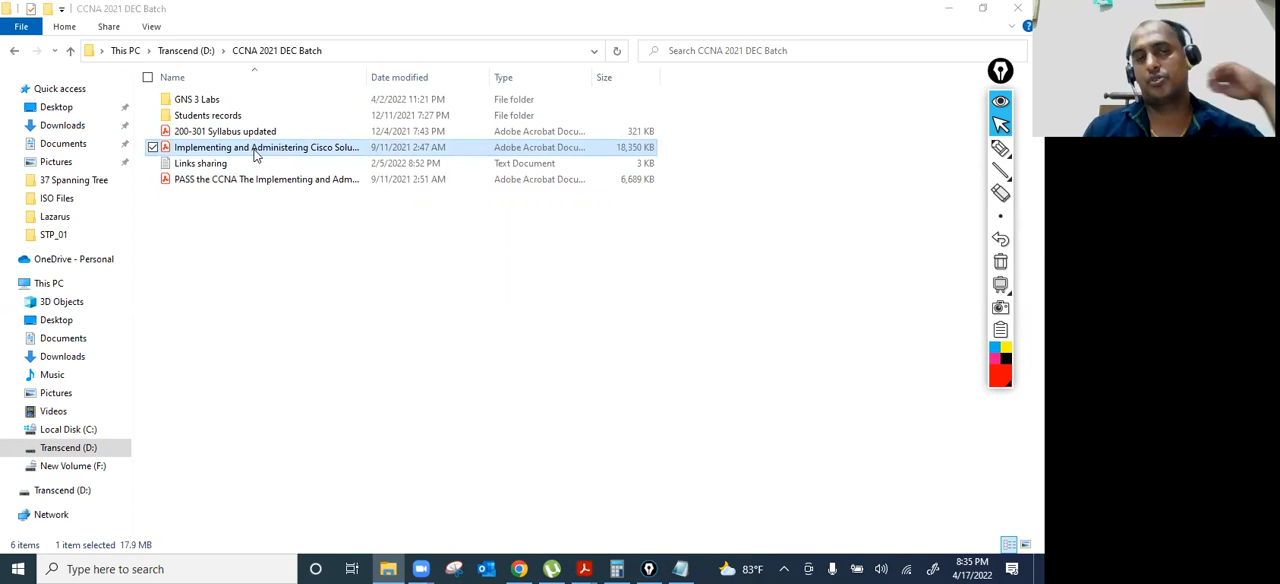 CCNA 2021 DEC Batch
File Home Share View
This PC Transcend (D:) CCNA 2021 DEC Batch Search CCNA 2021 DEC Batch
Name Date modified Type Size
GNS 3 Labs 4/2/2022 11:21 PM File folder
Students records 12/11/2021 7:27 PM File folder
200-301 Syllabus updated 12/4/2021 7:43 PM Adobe Acrobat Docu... 321 KB
Implementing and Administering Cisco Solu... 9/11/2021 2:47 AM Adobe Acrobat Docu... 18,350 KB
Links sharing 2/5/2022 8:52 PM Text Document 3 KB
PASS the CCNA The Implementing and Adm... 9/11/2021 2:51 AM Adobe Acrobat Docu... 6,689 KB
Quick access
Desktop
Downloads
Documents
Pictures
37 Spanning Tree
ISO Files
Lazarus
STP_01
OneDrive - Personal
This PC
3D Objects
Desktop
Documents
Downloads
Music
Pictures
Videos
Local Disk (C:)
Transcend (D:)
New Volume (F:)
Transcend (D:)
Network
6 items 1 item selected 17.9 MB
Type here to search
83°F
8:35 PM
4/17/2022